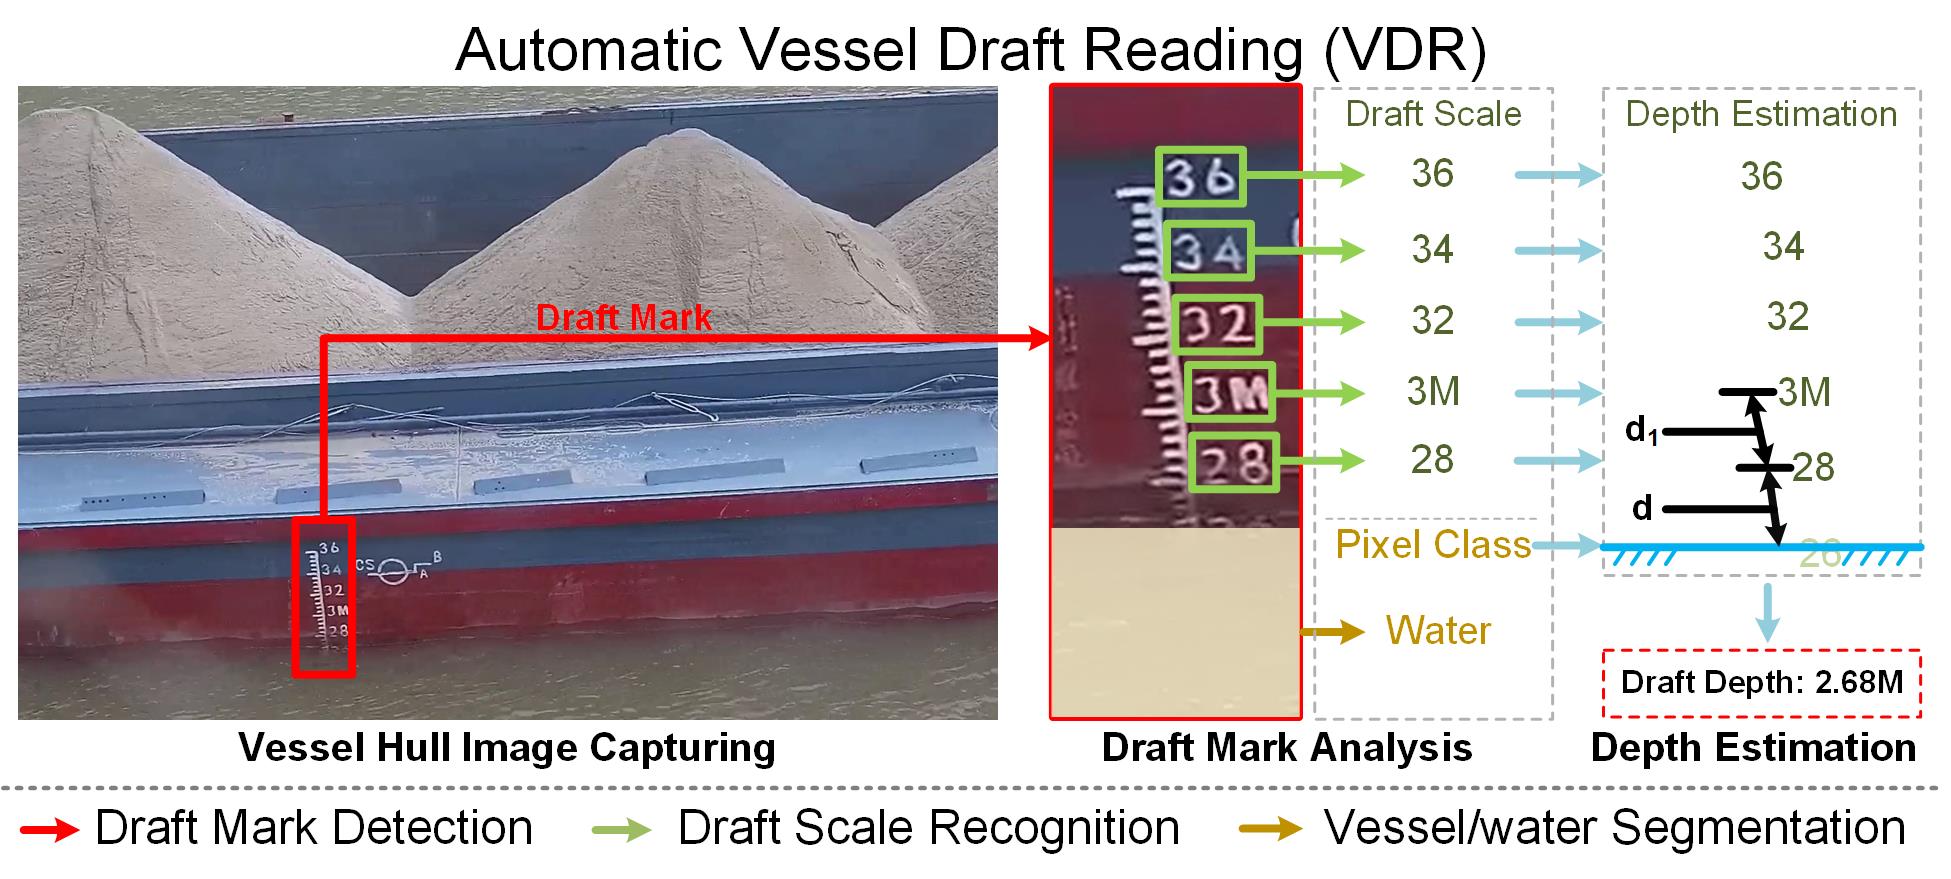 Automatic Vessel Draft Reading (VDR)
Draft Mark
36
34
32
3M
28
CS
B
A
36
34
32
3M
28
Draft Scale
36
34
32
3M
28
Pixel Class
Water
Depth Estimation
36
34
32
3M
d1
28
d
26
Draft Depth: 2.68M
Vessel Hull Image Capturing
Draft Mark Analysis
Depth Estimation
Draft Mark Detection
Draft Scale Recognition
Vessel/water Segmentation